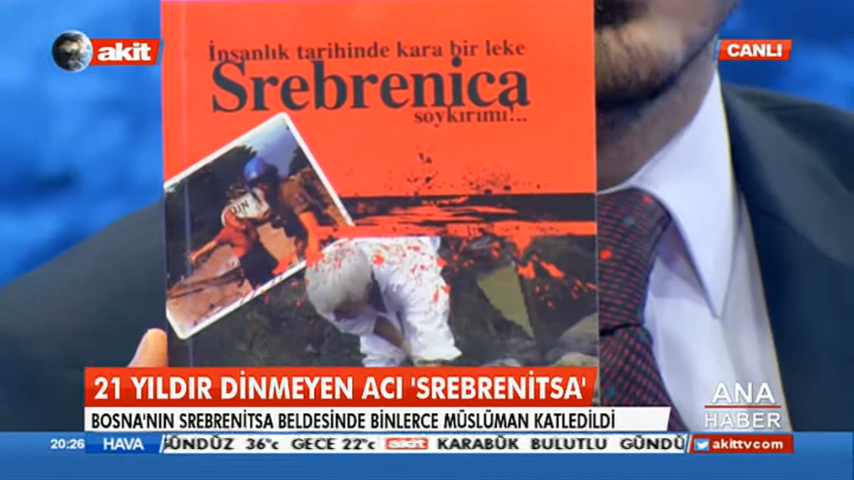 akit
CANLI
İnsanlık tarihinde kara bir leke
Srebrenica
soykırımı!..
21 YILDIR DİNMEYEN ACI 'SREBRENİTSA'
BOSNA'NIN SREBRENİTSA BELDESİNDE BİNLERCE MÜSLÜMAN KATLEDİLDİ
ANA
HABER
20:26 HAVA GÜNDÜZ 36°C GECE 22°C akit KARABÜK BULUTLU GÜNDÜ akittvcom